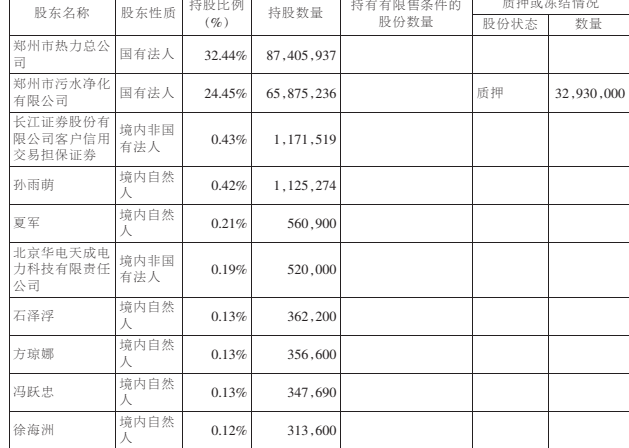 股东名称 股东性质 持股比例 持股数量 持有有限售条件的 质押或冻结情况
(%) 股份数量 股份状态 数量
郑州市热力总公
司 国有法人 32.44% 87,405,937
郑州市污水净化
有限公司 国有法人 24.45% 65,875,236 质押 32,930,000
长江证券股份有
限公司客户信用
交易担保证券 境内非国
有法人 0.43% 1,171,519
孙雨萌 境内自然
人 0.42% 1,125,274
夏军 境内自然
人 0.21% 560,900
北京华电天成电
力科技有限责任
公司 境内非国
有法人 0.19% 520,000
石泽浮 境内自然
人 0.13% 362,200
方琼娜 境内自然
人 0.13% 356,600
冯跃忠 境内自然
人 0.13% 347,690
徐海洲 境内自然
人 0.12% 313,600